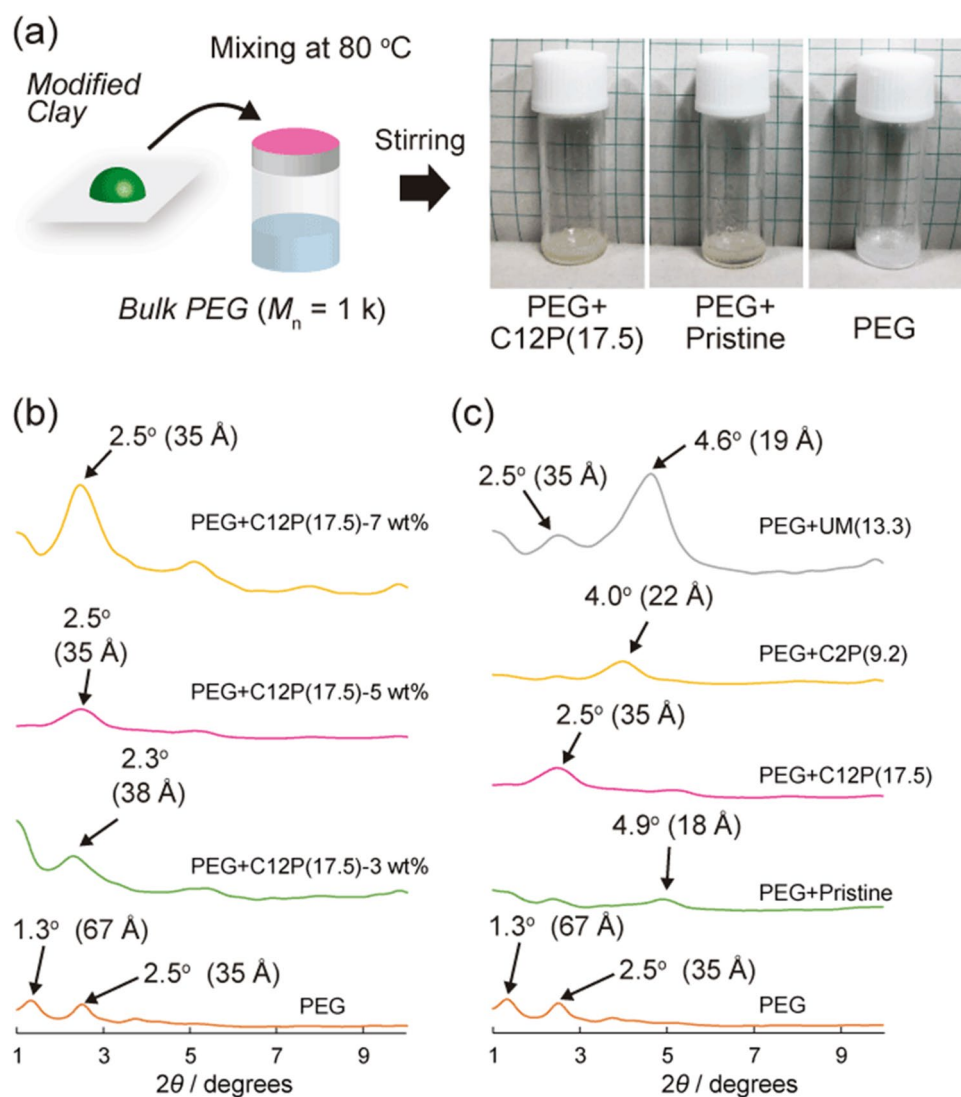 (a)
Mixing at 80 °C
Modified
Clay
Stirring
Bulk PEG (Mn = 1 k)
PEG+
C12P(17.5)
PEG+
Pristine
PEG
(b)
2.5° (35 Å)
PEG+C12P(17.5)-7 wt%
2.5°
(35 Å)
PEG+C12P(17.5)-5 wt%
2.3°
(38 Å)
PEG+C12P(17.5)-3 wt%
1.3° (67 Å)
2.5° (35 Å)
PEG
1 3 5 7 9
2θ / degrees
(c)
4.6° (19 Å)
2.5° (35 Å)
PEG+UM(13.3)
4.0° (22 Å)
PEG+C2P(9.2)
2.5° (35 Å)
PEG+C12P(17.5)
4.9° (18 Å)
PEG+Pristine
1.3° (67 Å)
2.5° (35 Å)
PEG
1 3 5 7 9
2θ / degrees